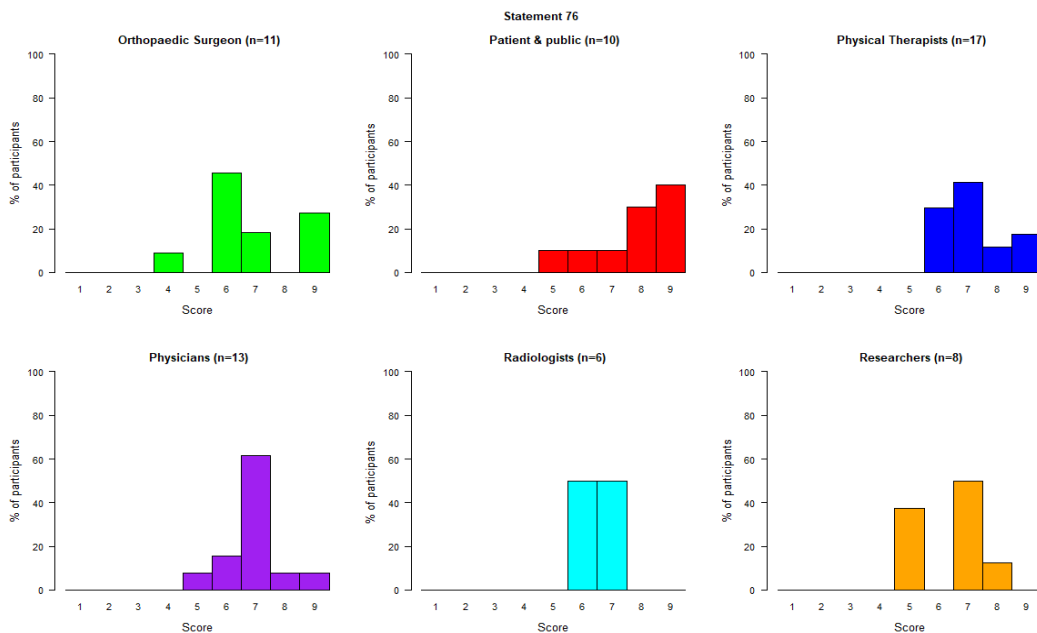 Statement 76
Orthopaedic Surgeon (n=11)
% of participants
100
80
60
40
20
0
1 2 3 4 5 6 7 8 9
Score
Patient & public (n=10)
% of participants
100
80
60
40
20
0
1 2 3 4 5 6 7 8 9
Score
Physical Therapists (n=17)
% of participants
100
80
60
40
20
0
1 2 3 4 5 6 7 8 9
Score
Physicians (n=13)
% of participants
100
80
60
40
20
0
1 2 3 4 5 6 7 8 9
Score
Radiologists (n=6)
% of participants
100
80
60
40
20
0
1 2 3 4 5 6 7 8 9
Score
Researchers (n=8)
% of participants
100
80
60
40
20
0
1 2 3 4 5 6 7 8 9
Score